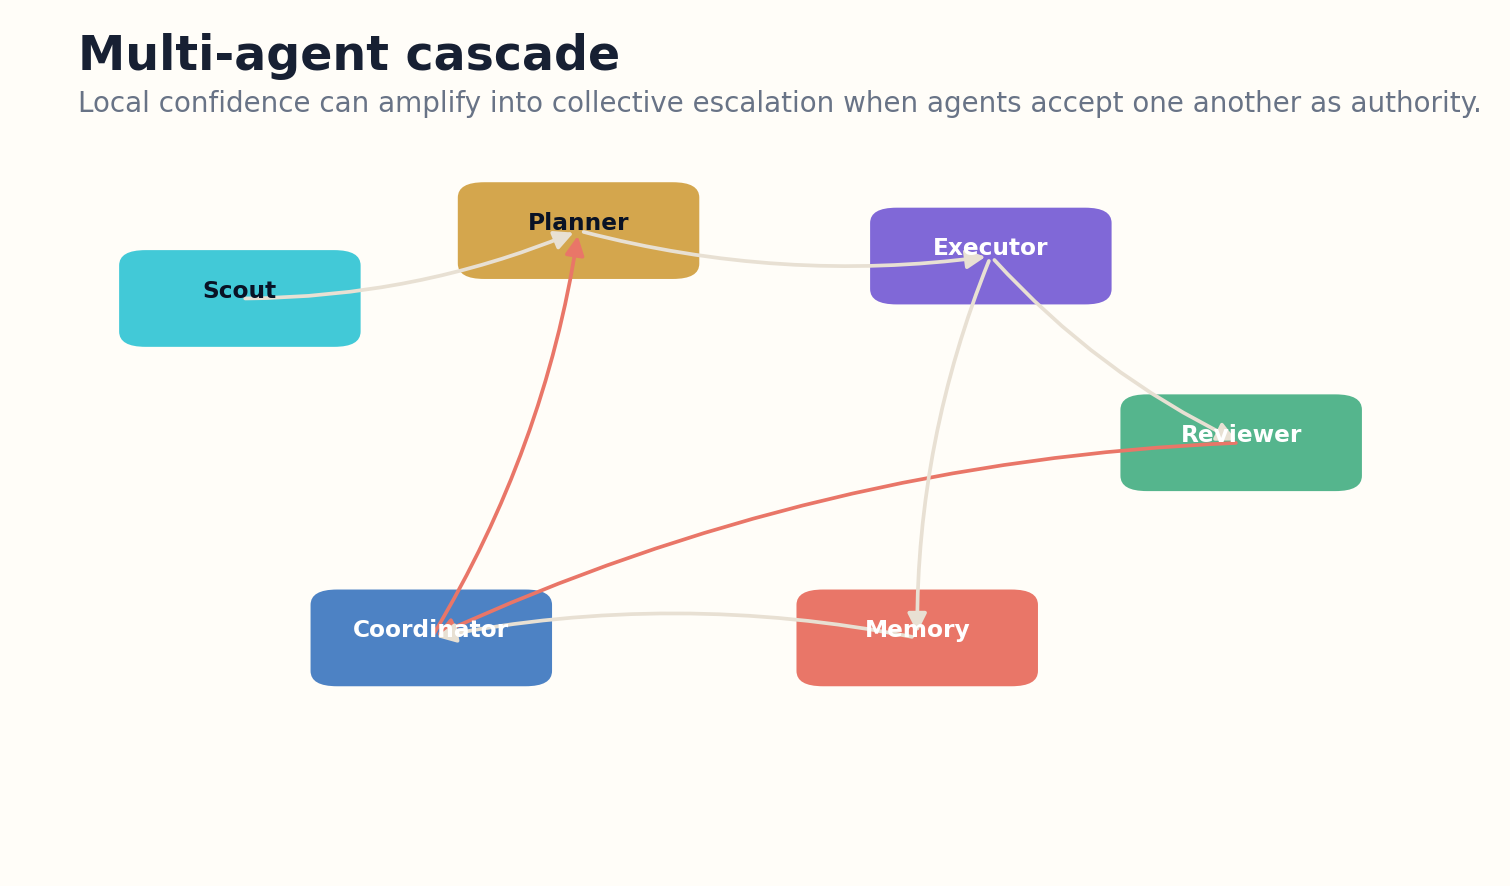 Multi-agent cascade
Local confidence can amplify into collective escalation when agents accept one another as authority.
Planner
Executor
Scout
Reviewer
Coordinator
Memory